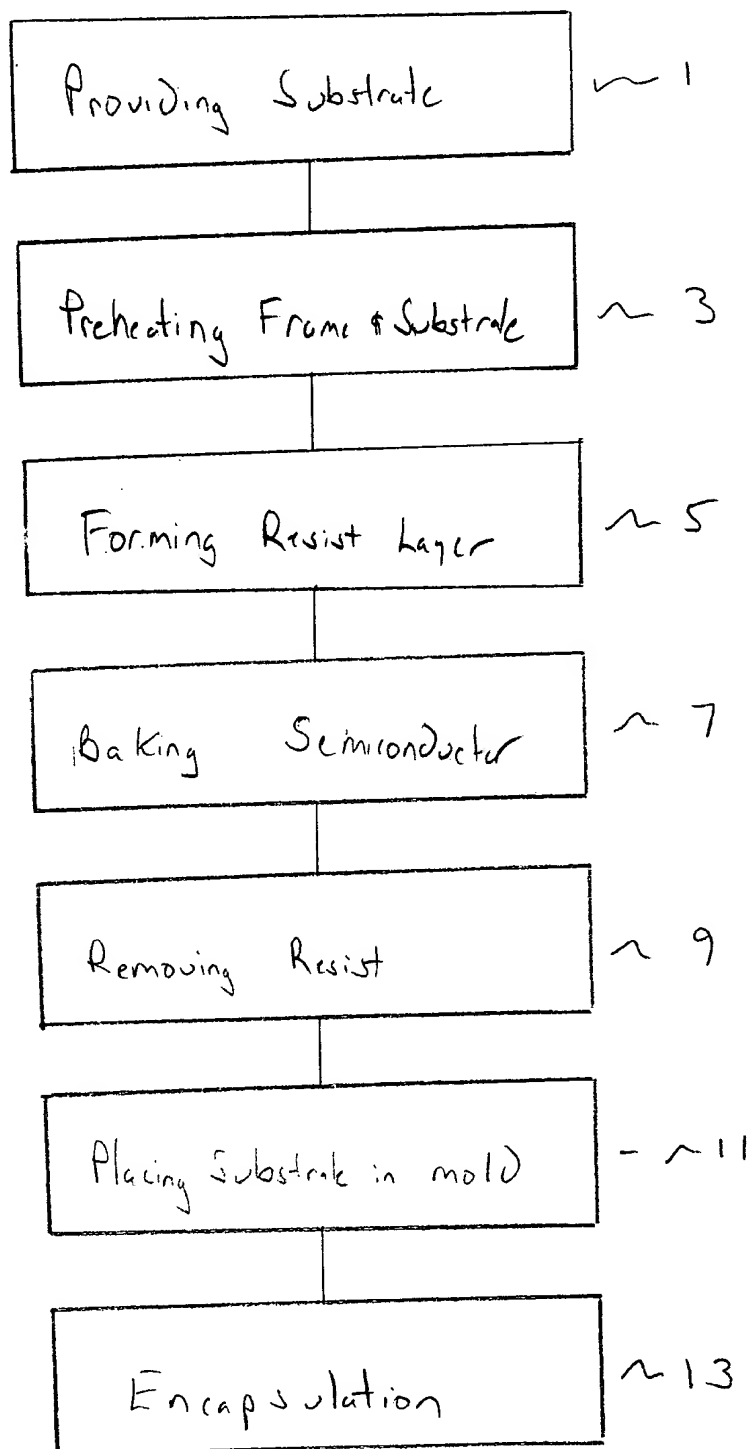 Providing Substrate ~ 1
Preheating Frame & Substrate ~ 3
Forming Resist Layer ~ 5
Baking Semiconductor ~ 7
Removing Resist ~ 9
Placing Substrate in mold - ~ 11
Encapsulation ~ 13